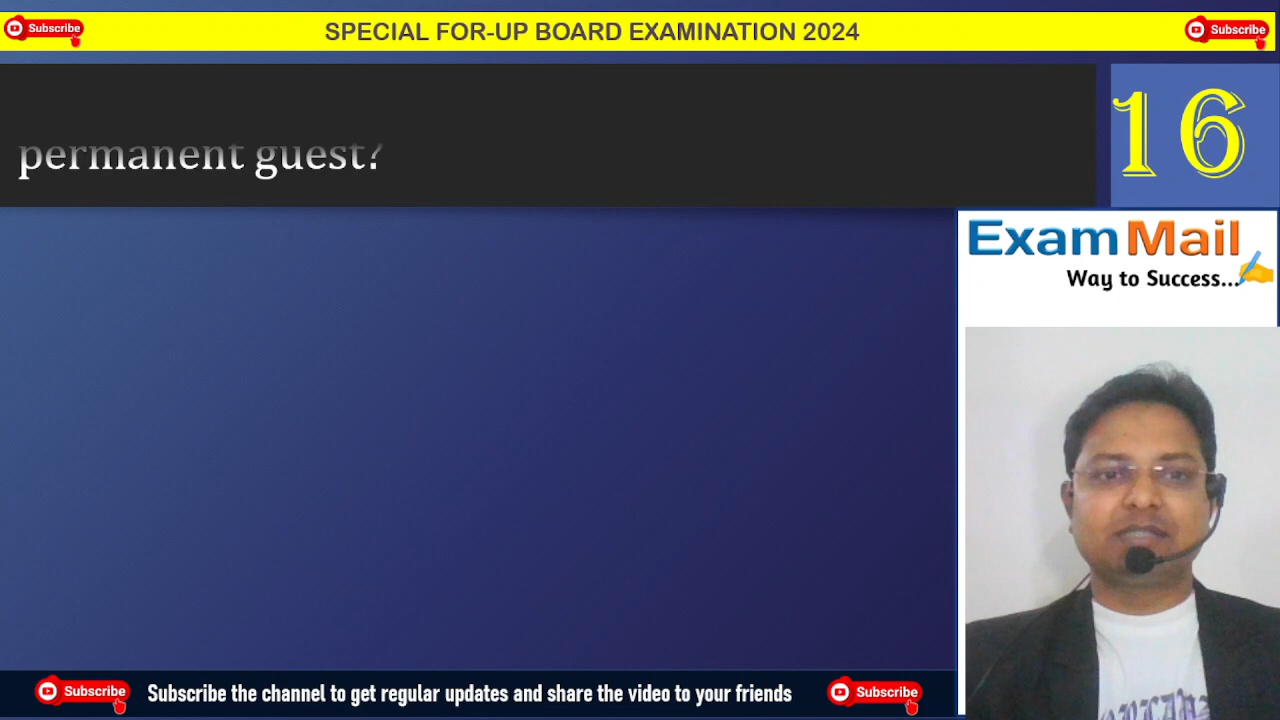 Subscribe
SPECIAL FOR-UP BOARD EXAMINATION 2024
Subscribe
permanent guest?
16
ExamMail
Way to Success...
Subscribe
Subscribe the channel to get regular updates and share the video to your friends
Subscribe